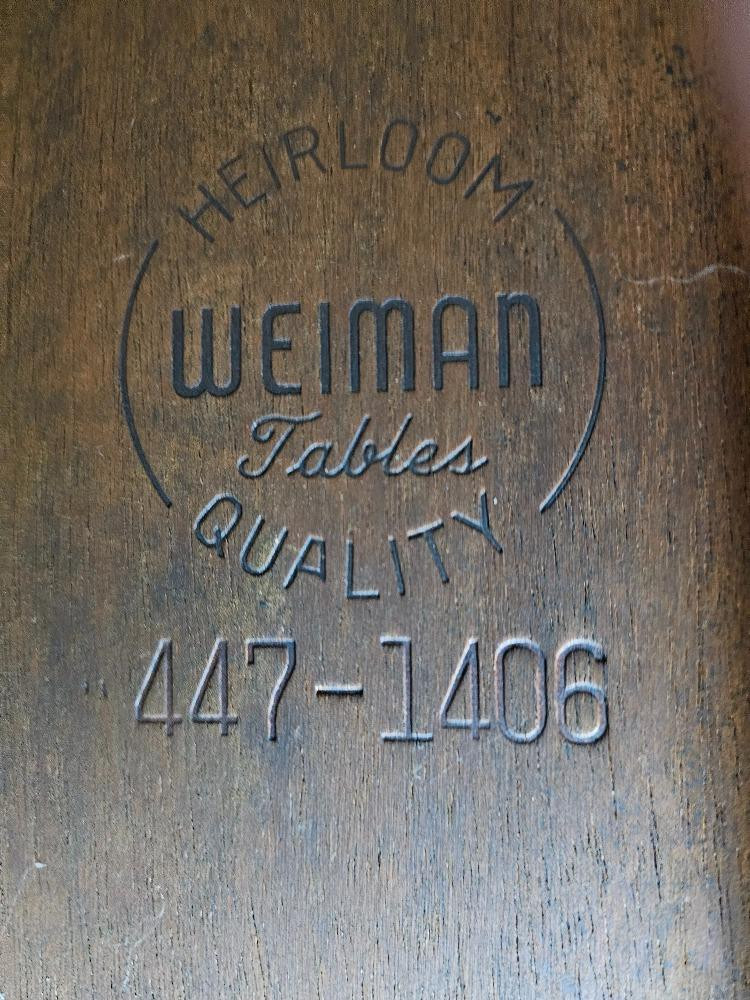 HEIRLOOM
WEIMAN
Tables
QUALITY
447-1406